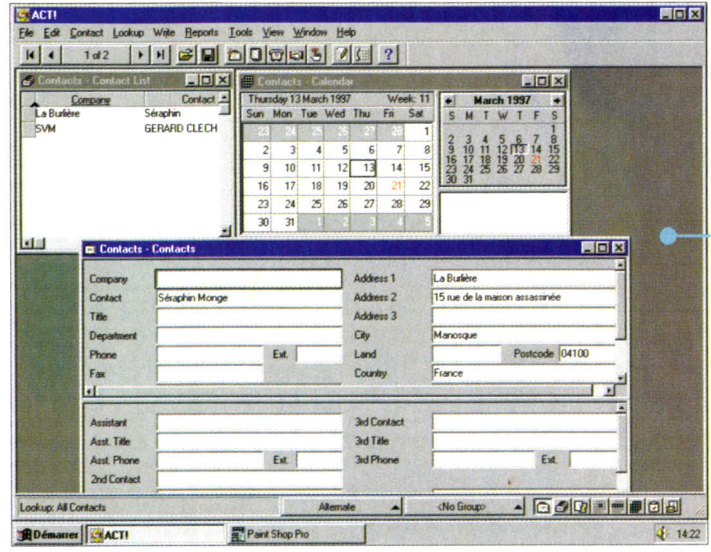 ACT!
File Edit Contact Lookup Write Reports Tools View Window Help
1 of 2
Contacts - Contact List
Company Contact
La Burlière Séraphin
SVM GERARD CLECH
Contacts - Calendar
Thursday 13 March 1997 Week: 11
Sun Mon Tue Wed Thu Fri Sat
23 24 25 26 27 28 1
2 3 4 5 6 7 8
9 10 11 12 13 14 15
16 17 18 19 20 21 22
23 24 25 26 27 28 29
30 31 1 2 3 4 5
March 1997
S M T W T F S
1
2 3 4 5 6 7 8
9 10 11 12 13 14 15
16 17 18 19 20 21 22
23 24 25 26 27 28 29
30 31
Contacts - Contacts
Company
Contact Séraphin Monge
Title
Department
Phone Ext.
Fax
Address 1 La Burlière
Address 2 15 rue de la maison assassinée
Address 3
City Manosque
Land Postcode 04100
Country France
Assistant
Asst. Title
Asst. Phone Ext.
2nd Contact
3rd Contact
3rd Title
3rd Phone Ext.
Lookup: All Contacts Alternate <No Group>
Démarrer ACT! Paint Shop Pro 14:22